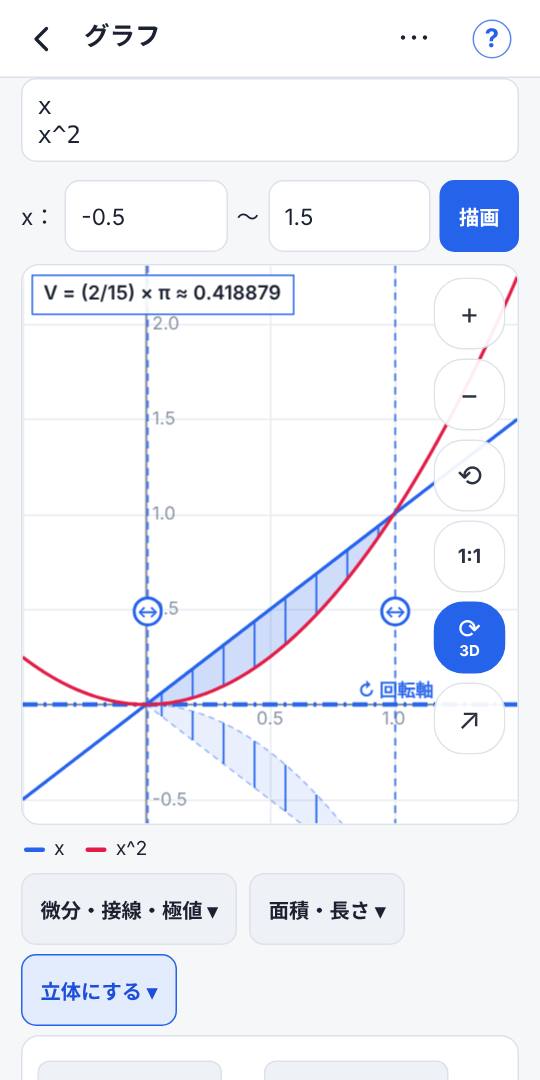 グラフ
…
?
x
x^2
x：
-0.5
～
1.5
描画
V = (2/15) × π ≈ 0.418879
2.0
1.5
1.0
.5
-0.5
0.5
1.0
↻ 回転軸
+
−
⟲
1:1
⟳
3D
↗
x
x^2
微分・接線・極値 ▾
面積・長さ ▾
立体にする ▾